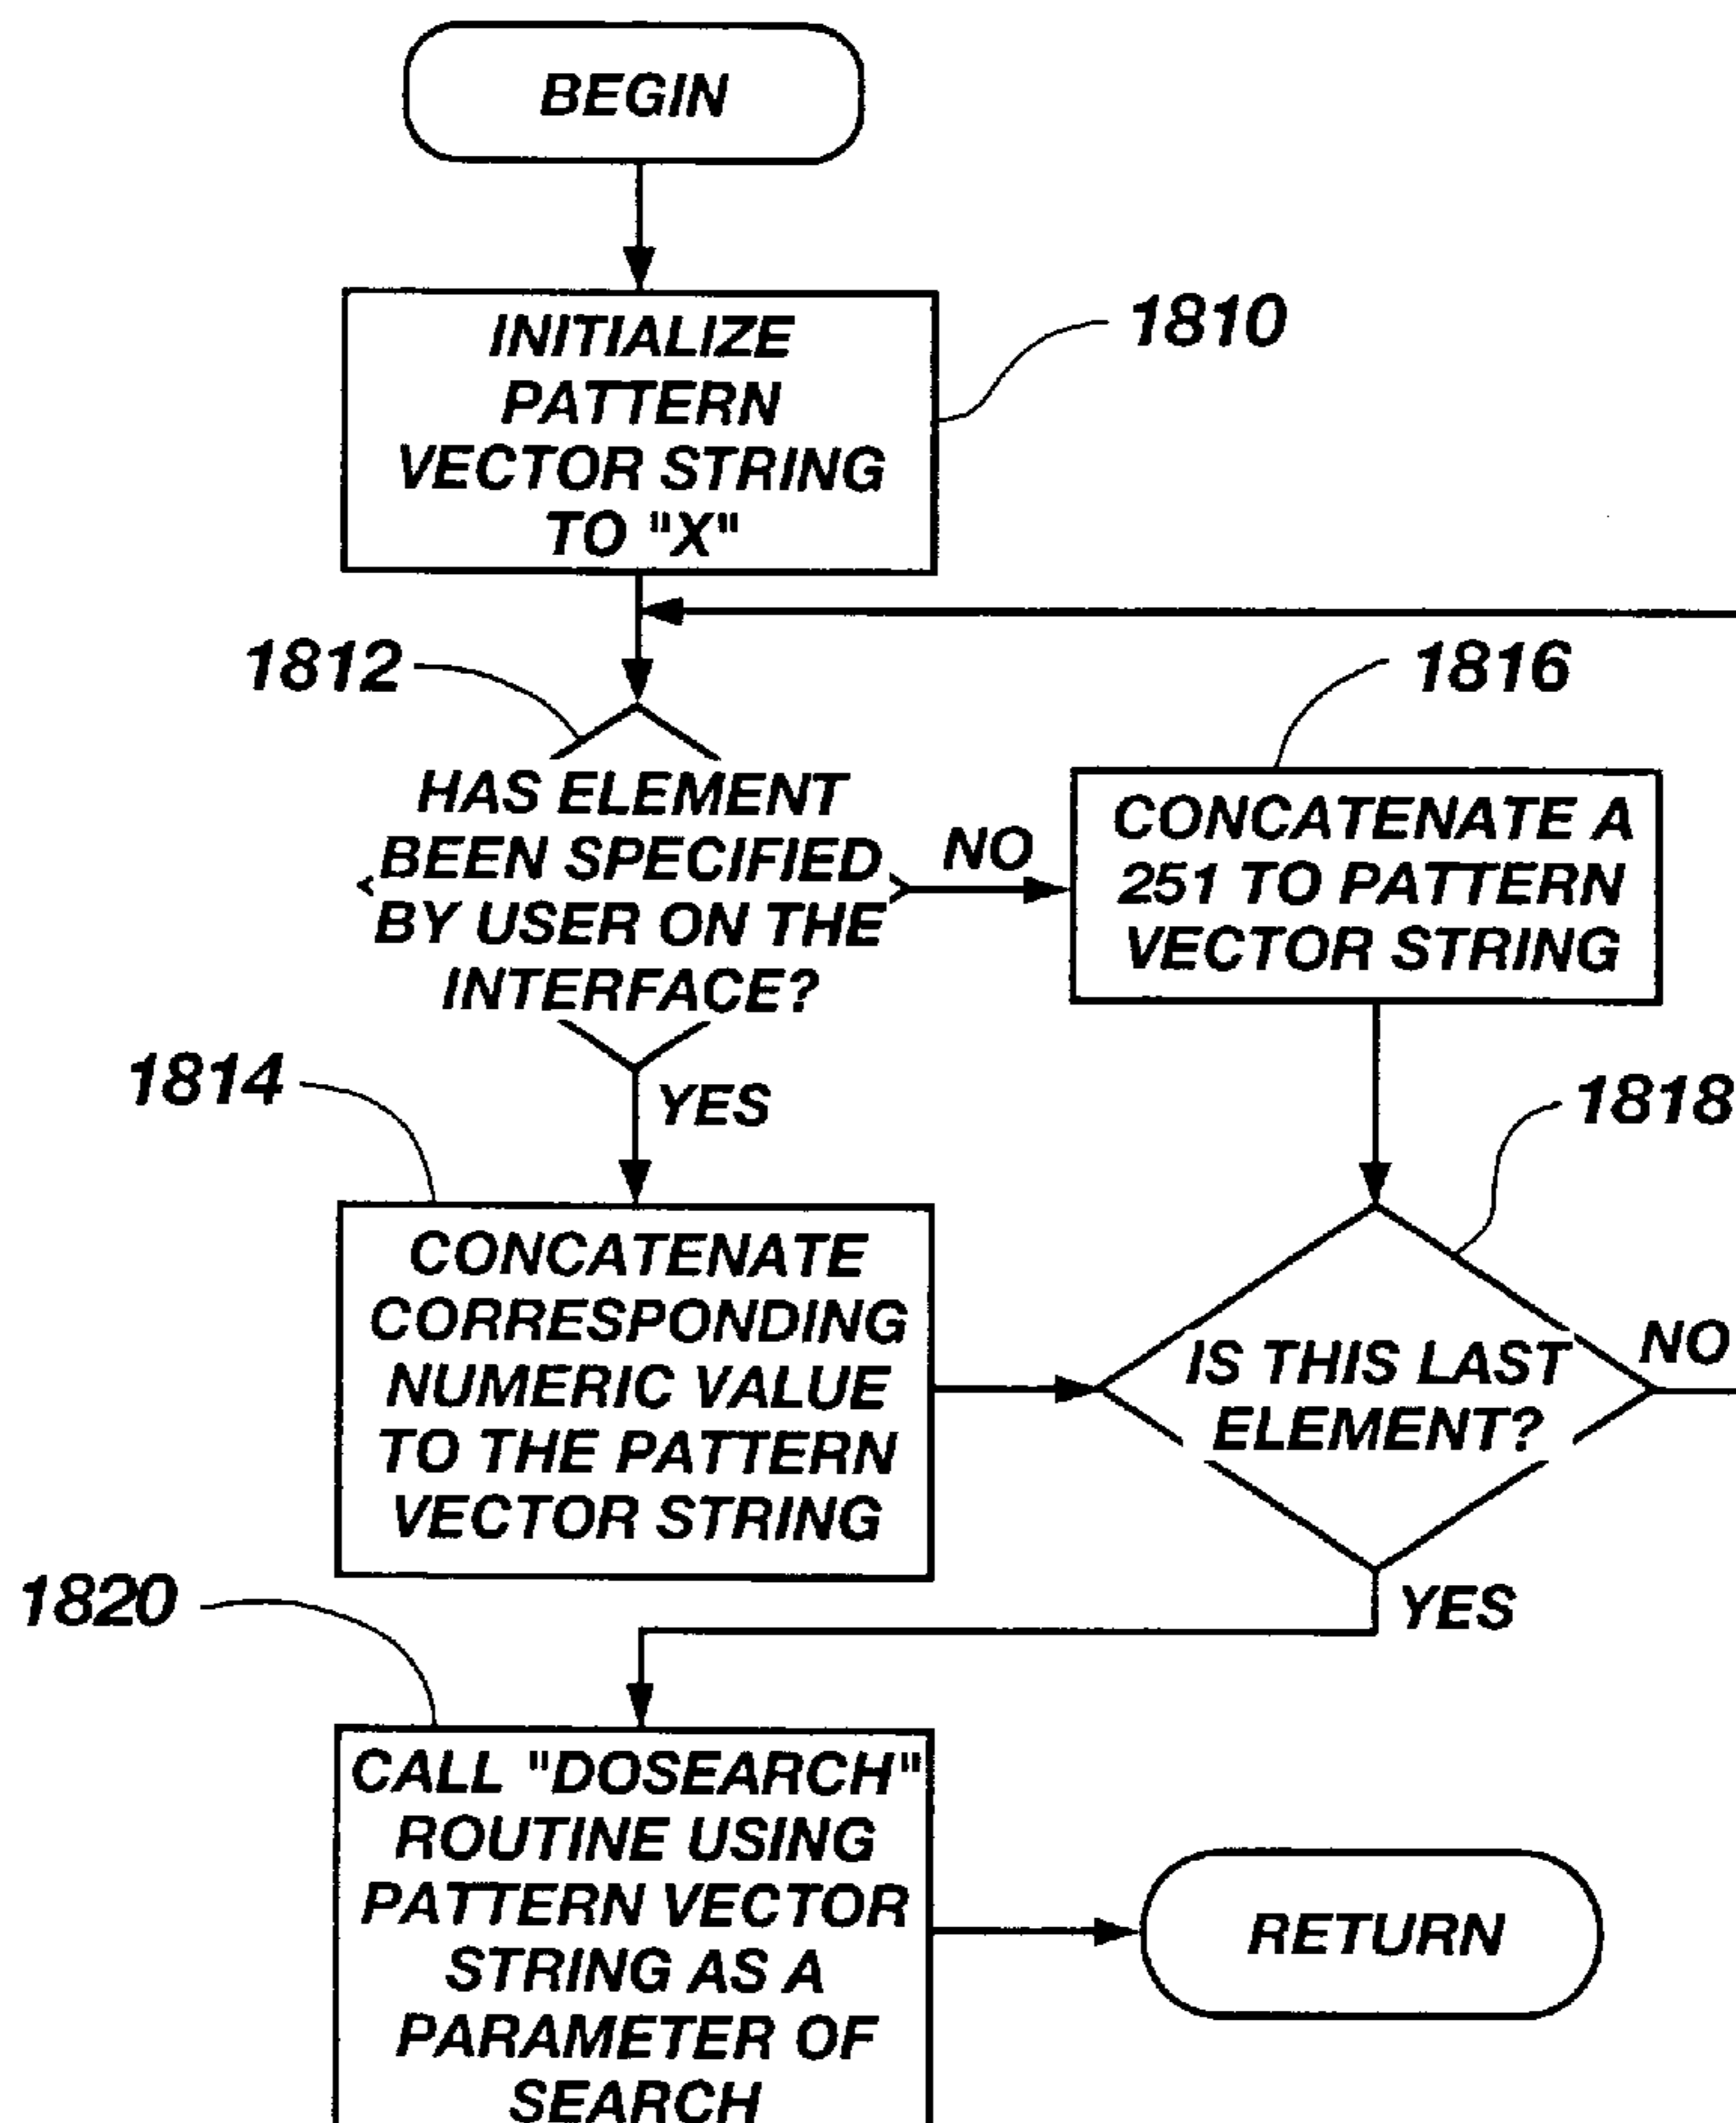 BEGIN
INITIALIZE
PATTERN
VECTOR STRING
TO "X"
1810
1812
HAS ELEMENT
BEEN SPECIFIED
BY USER ON THE
INTERFACE?
NO
1816
CONCATENATE A
251 TO PATTERN
VECTOR STRING
YES
1814
CONCATENATE
CORRESPONDING
NUMERIC VALUE
TO THE PATTERN
VECTOR STRING
1818
IS THIS LAST
ELEMENT?
NO
YES
1820
CALL "DOSEARCH"
ROUTINE USING
PATTERN VECTOR
STRING AS A
PARAMETER OF
SEARCH
RETURN